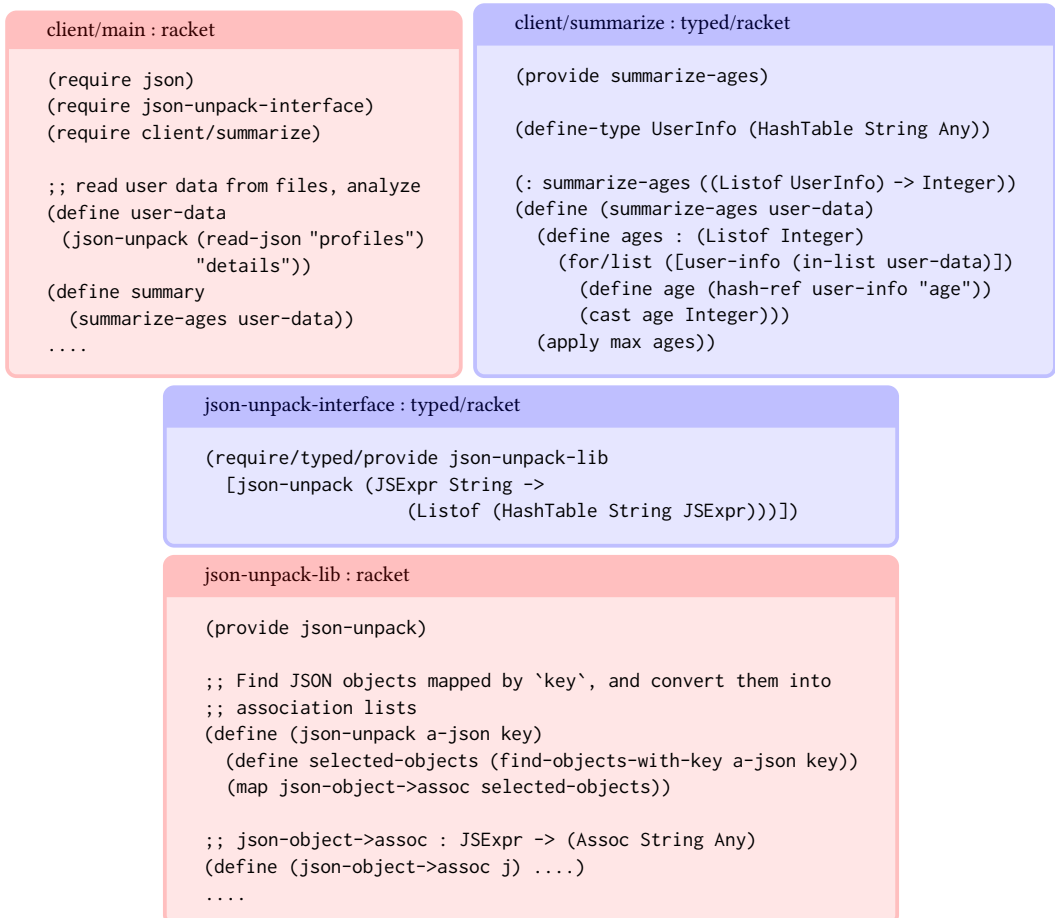 client/main : racket
(require json)
(require json-unpack-interface)
(require client/summarize)
;; read user data from files, analyze
(define user-data
(json-unpack (read-json "profiles")
"details"))
(define summary
(summarize-ages user-data))
....
client/summarize : typed/racket
(provide summarize-ages)
(define-type UserInfo (HashTable String Any))
(: summarize-ages ((Listof UserInfo) -> Integer))
(define (summarize-ages user-data)
(define ages : (Listof Integer)
(for/list ([user-info (in-list user-data)])
(define age (hash-ref user-info "age"))
(cast age Integer)))
(apply max ages))
json-unpack-interface : typed/racket
(require/typed/provide json-unpack-lib
[json-unpack (JSExpr String ->
(Listof (HashTable String JSExpr)))])
json-unpack-lib : racket
(provide json-unpack)
;; Find JSON objects mapped by `key`, and convert them into
;; association lists
(define (json-unpack a-json key)
(define selected-objects (find-objects-with-key a-json key))
(map json-object->assoc selected-objects))
;; json-object->assoc : JSExpr -> (Assoc String Any)
(define (json-object->assoc j) ....)
....